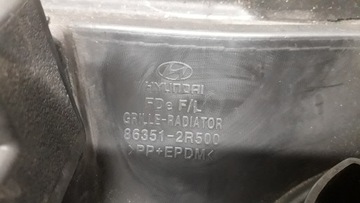 HYUNDAI
FDe F/L
GRILLE-RADIATOR
86351-2R500
>PP+EPDM<